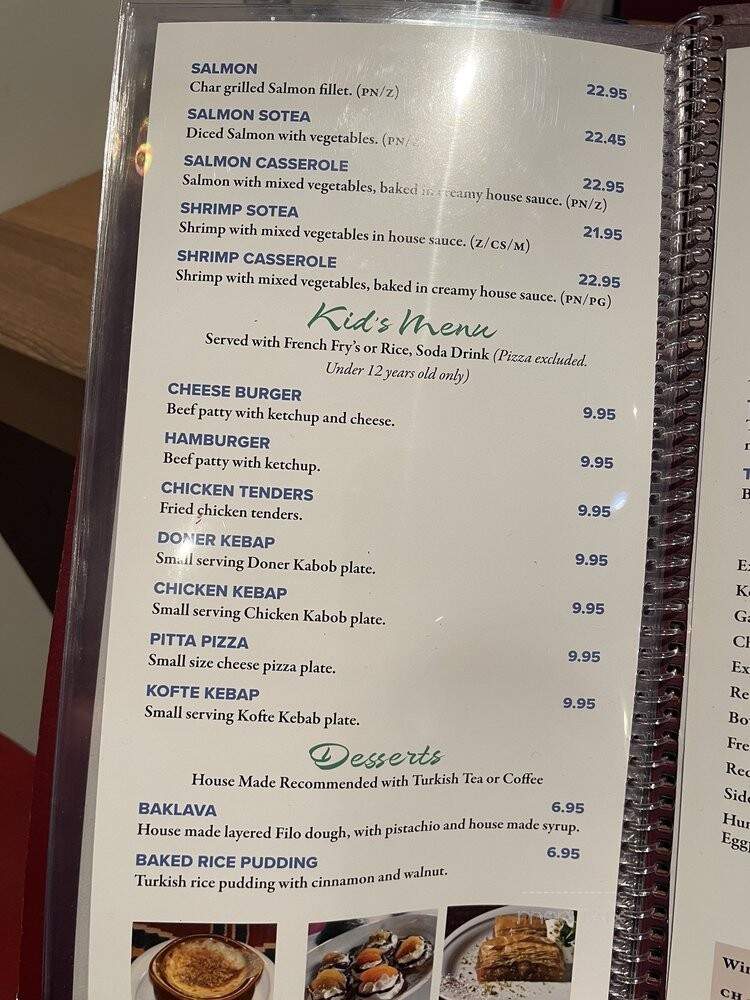 SALMON
Char grilled Salmon fillet. (PN/Z) 22.95
SALMON SOTEA
Diced Salmon with vegetables. (PN/ 22.45
SALMON CASSEROLE
Salmon with mixed vegetables, baked in creamy house sauce. (PN/Z) 22.95
SHRIMP SOTEA
Shrimp with mixed vegetables in house sauce. (Z/CS/M) 21.95
SHRIMP CASSEROLE
Shrimp with mixed vegetables, baked in creamy house sauce. (PN/PG) 22.95
Kid's Menu
Served with French Fry's or Rice, Soda Drink (Pizza excluded.
Under 12 years old only)
CHEESE BURGER
Beef patty with ketchup and cheese. 9.95
HAMBURGER
Beef patty with ketchup. 9.95
CHICKEN TENDERS
Fried chicken tenders. 9.95
DONER KEBAP
Small serving Doner Kabob plate. 9.95
CHICKEN KEBAP
Small serving Chicken Kabob plate. 9.95
PITTA PIZZA
Small size cheese pizza plate. 9.95
KOFTE KEBAP
Small serving Kofte Kebab plate. 9.95
Desserts
House Made Recommended with Turkish Tea or Coffee
BAKLAVA 6.95
House made layered Filo dough, with pistachio and house made syrup.
BAKED RICE PUDDING 6.95
Turkish rice pudding with cinnamon and walnut.